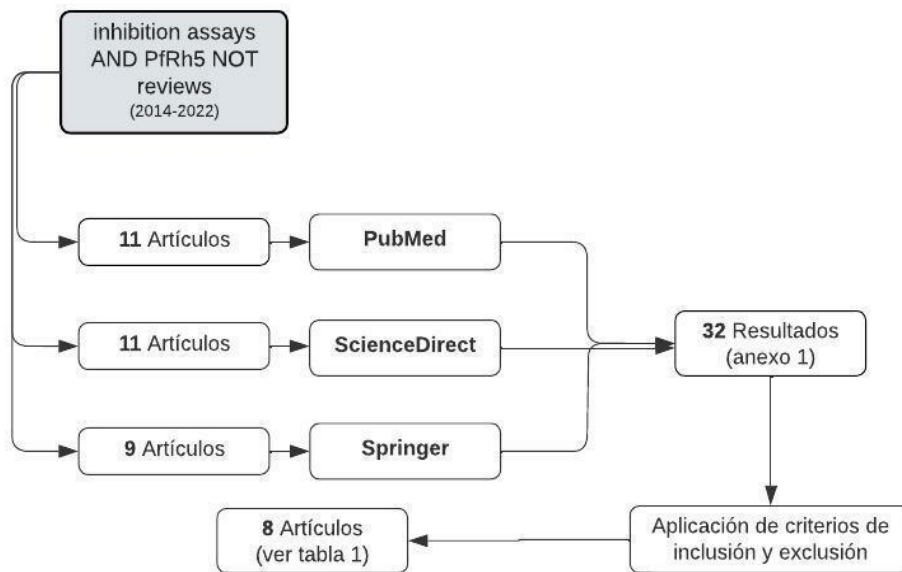 inhibition assays
AND PfRh5 NOT
reviews
(2014-2022)
11 Artículos
PubMed
11 Artículos
ScienceDirect
32 Resultados
(anexo 1)
9 Artículos
Springer
8 Artículos
(ver tabla 1)
Aplicación de criterios de
inclusión y exclusión